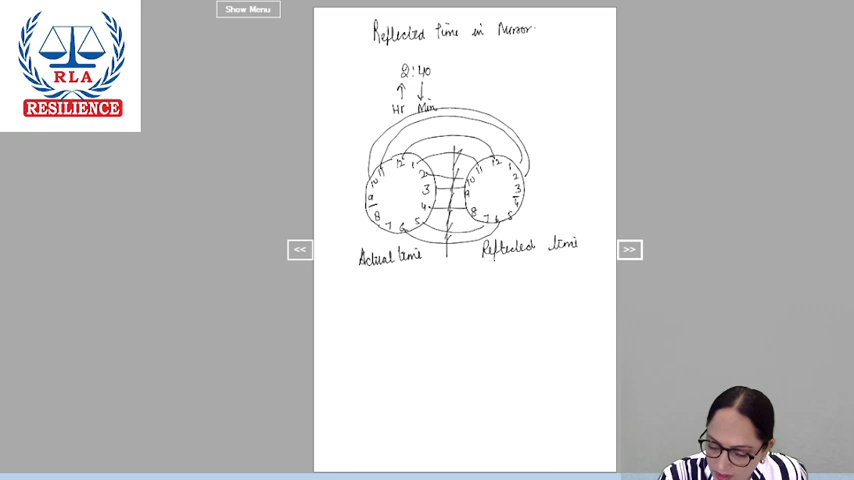 Show Menu
RLA
RESILIENCE
Reflected time in Mirror.
2:40
Hr Min.
12 1 2 3 4 5 6 7 8 9 10 11
12 1 2 3 4 5 6 7 8 9 10 11
<< >>
Actual time Reflected time